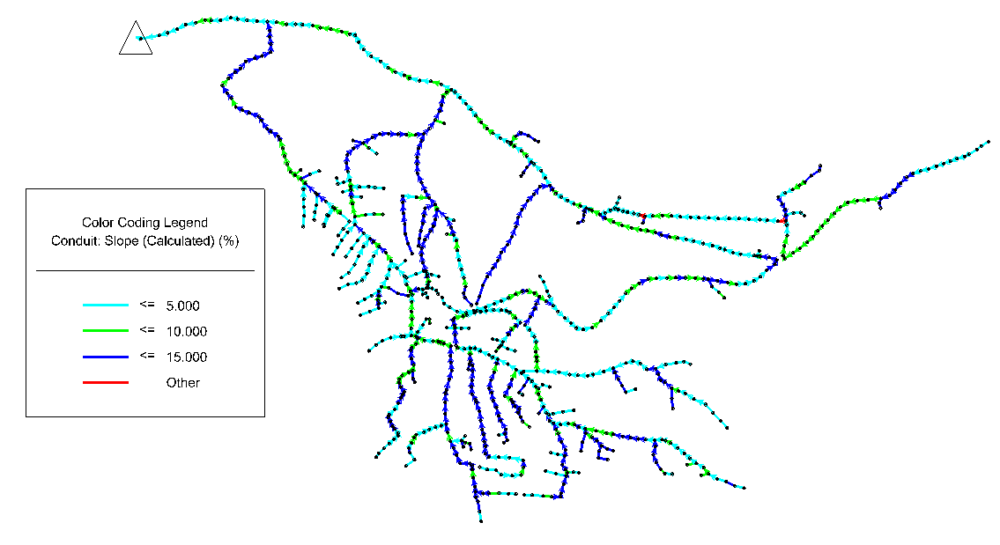 Color Coding Legend
Conduit: Slope (Calculated) (%)
<= 5.000
<= 10.000
<= 15.000
Other